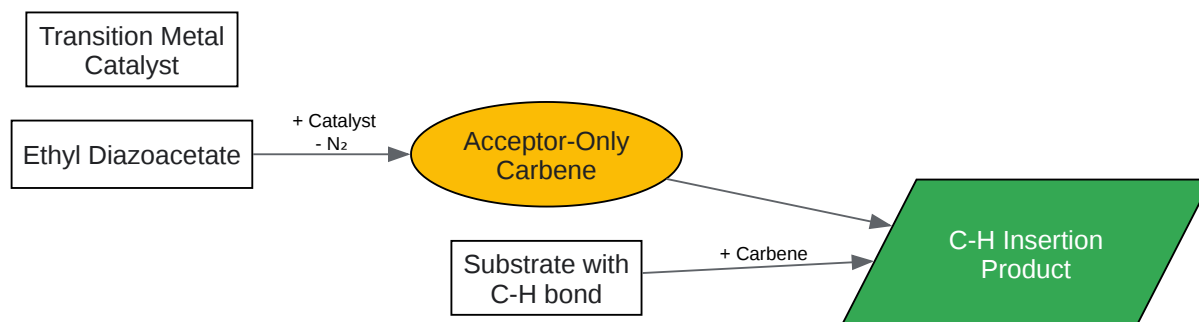 Transition Metal
Catalyst
Ethyl Diazoacetate
+ Catalyst
- N₂
Acceptor-Only
Carbene
Substrate with
C-H bond
+ Carbene
C-H Insertion
Product